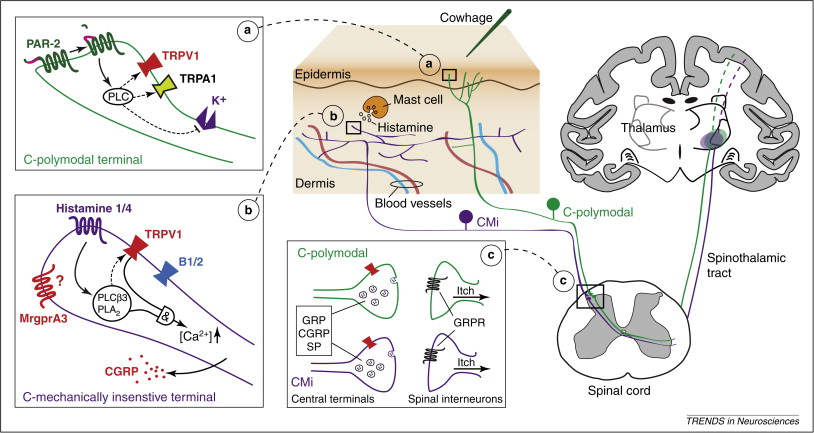 a
PAR-2
TRPV1
TRPA1
PLC
K+
C-polymodal terminal
b
Histamine 1/4
TRPV1
B1/2
?
MrgprA3
PLCβ3
PLA2
&
[Ca2+]
CGRP
C-mechanically insenstive terminal
Cowhage
a
Epidermis
Mast cell
b
Histamine
Dermis
Blood vessels
C-polymodal
CMi
Thalamus
Spinothalamic
tract
c
Spinal cord
C-polymodal
c
Itch
GRP
CGRP
SP
GRPR
Itch
CMi
Central terminals
Spinal interneurons
TRENDS in Neurosciences